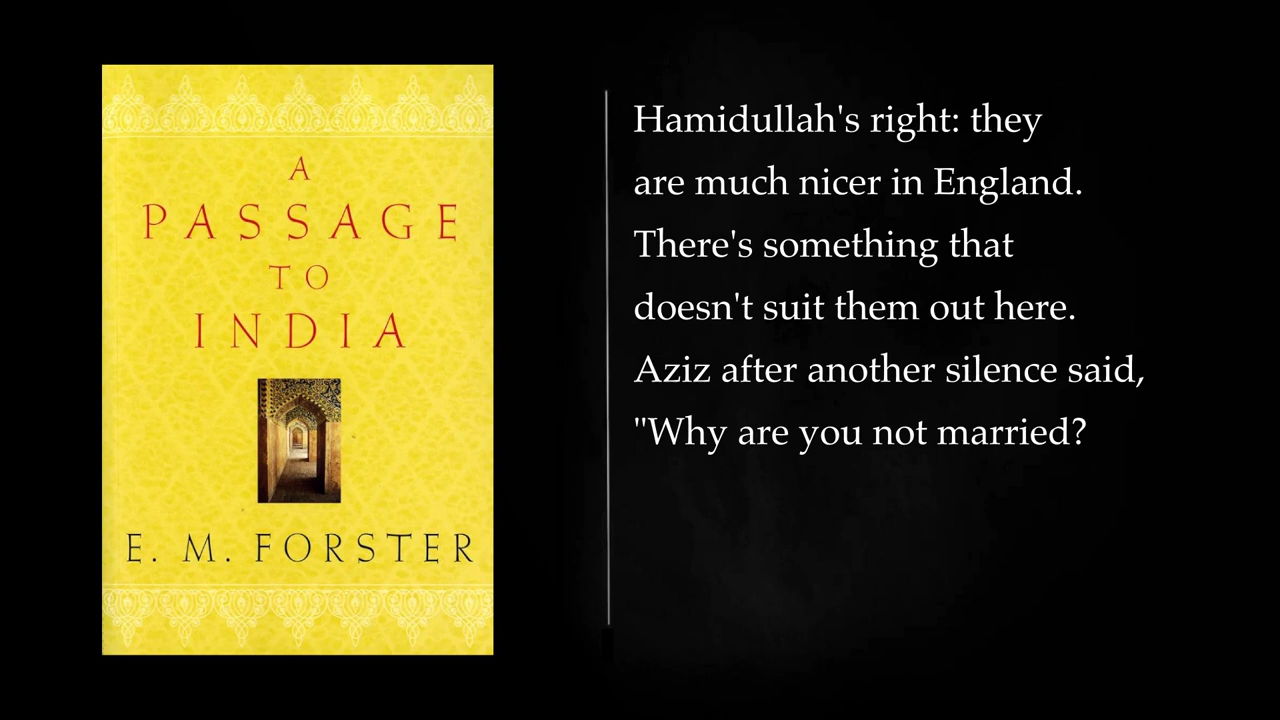 A
PASSAGE
TO
INDIA
E. M. FORSTER
Hamidullah's right: they
are much nicer in England.
There's something that
doesn't suit them out here.
Aziz after another silence said,
"Why are you not married?